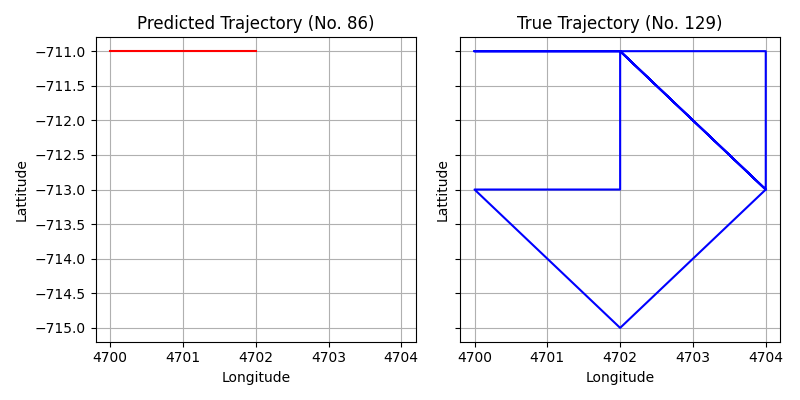 Predicted Trajectory (No. 86)
True Trajectory (No. 129)
−711.0
−711.5
−712.0
−712.5
−713.0
−713.5
−714.0
−714.5
−715.0
Lattitude
Lattitude
4700 4701 4702 4703 4704
4700 4701 4702 4703 4704
Longitude
Longitude